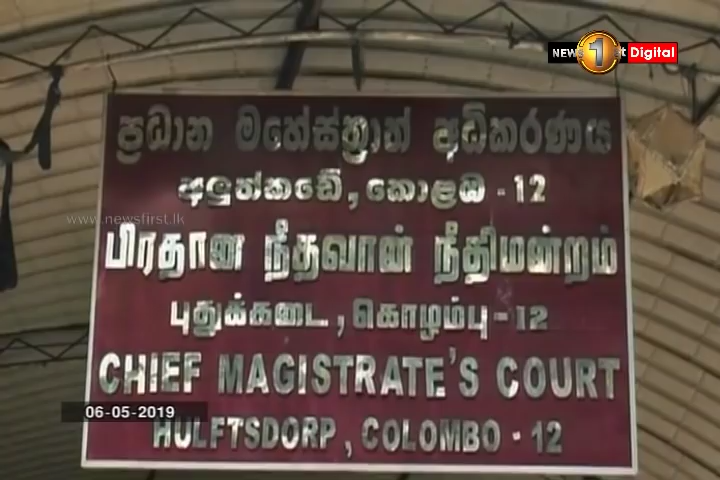 NEWS 1st Digital
ප්‍රධාන මහේස්ත්‍රාත් අධිකරණය
අලුත්කඩේ, කොළඹ - 12
www.newsfirst.lk
பிரதான நீதவான் நீதிமன்றம்
புதுக்கடை, கொழும்பு - 12
CHIEF MAGISTRATE'S COURT
06-05-2019
HULFTSDORP, COLOMBO - 12